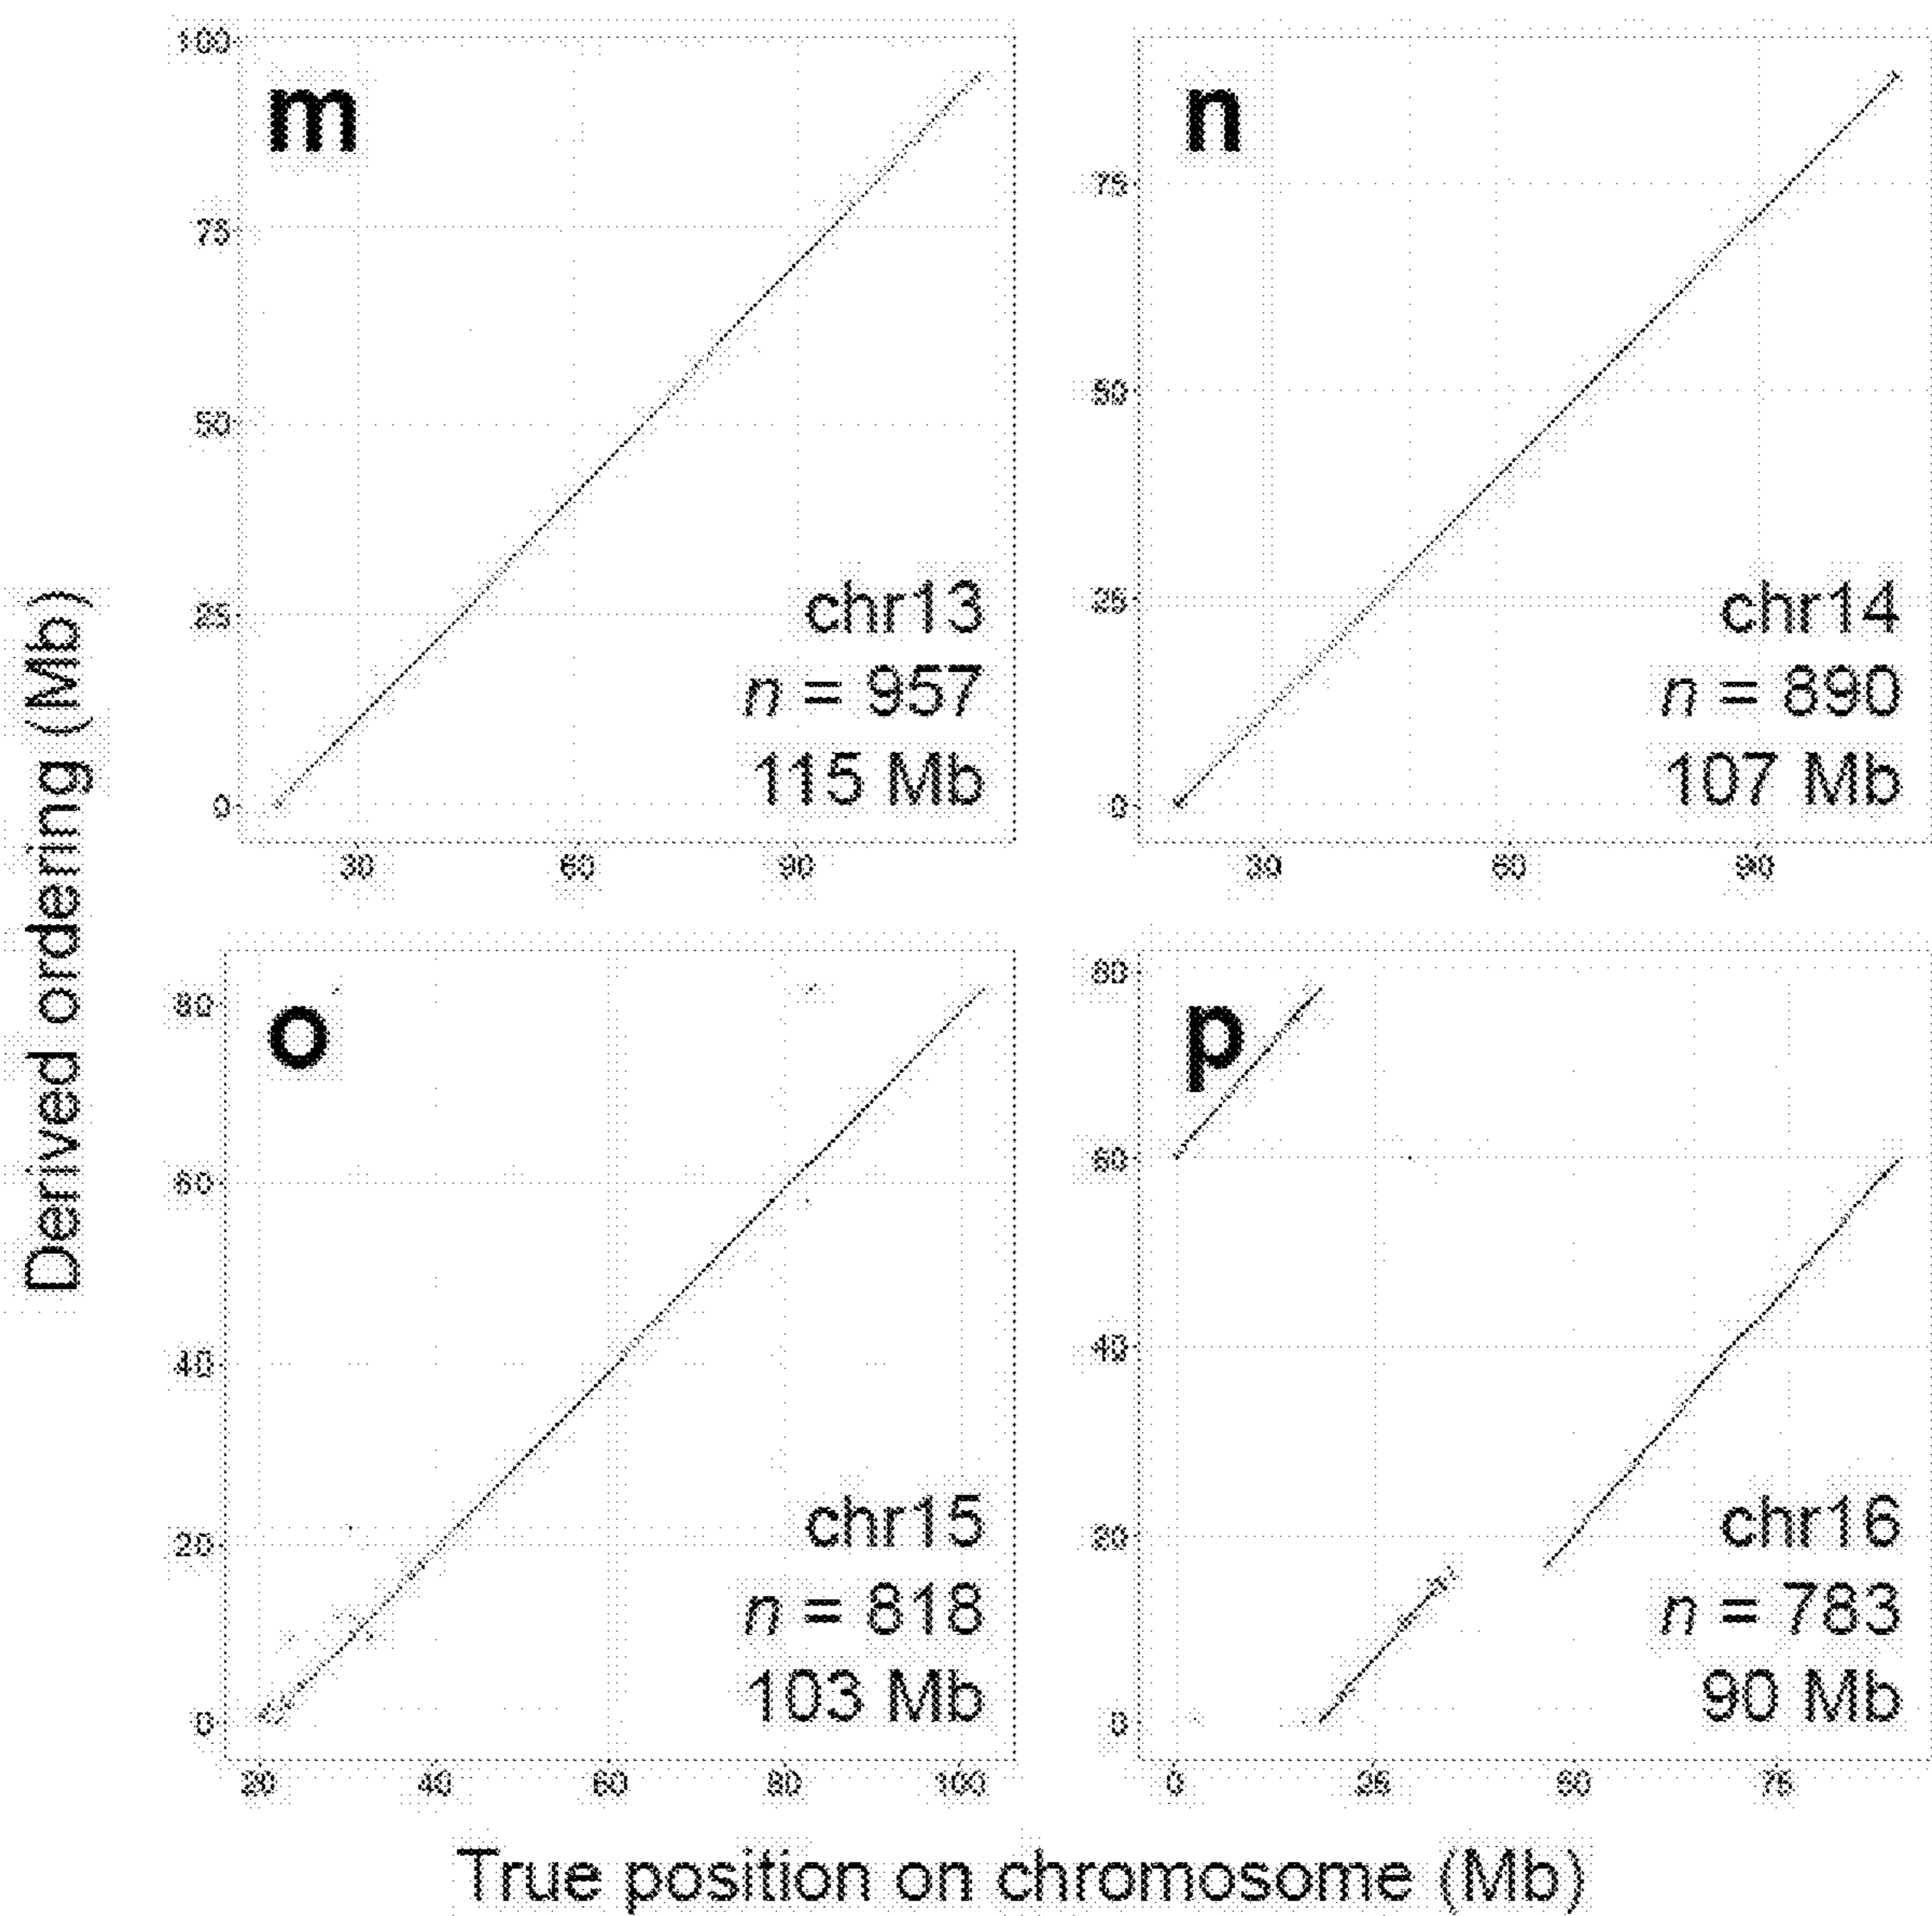 Derived ordering (Mb)
m
100
75
50
25
0
chr13
n = 957
115 Mb
30 60 90
n
75
50
25
0
chr14
n = 890
107 Mb
30 60 90
o
80
60
40
20
0
chr15
n = 818
103 Mb
20 40 60 80 100
p
80
60
40
20
0
chr16
n = 783
90 Mb
0 25 50 75
True position on chromosome (Mb)